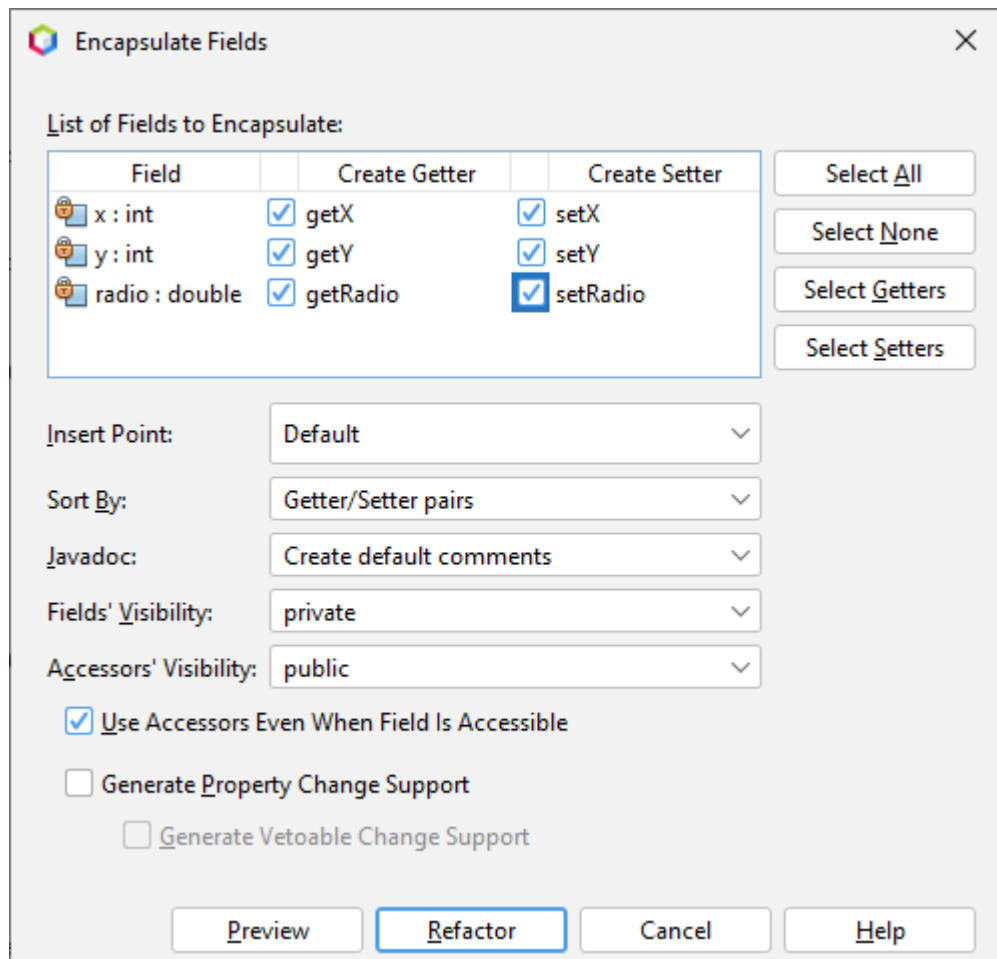 Encapsulate Fields
List of Fields to Encapsulate:
Field Create Getter Create Setter
x : int getX setX
y : int getY setY
radio : double getRadio setRadio
Select All
Select None
Select Getters
Select Setters
Insert Point: Default
Sort By: Getter/Setter pairs
Javadoc: Create default comments
Fields' Visibility: private
Accessors' Visibility: public
Use Accessors Even When Field Is Accessible
Generate Property Change Support
Generate Vetoable Change Support
Preview Refactor Cancel Help